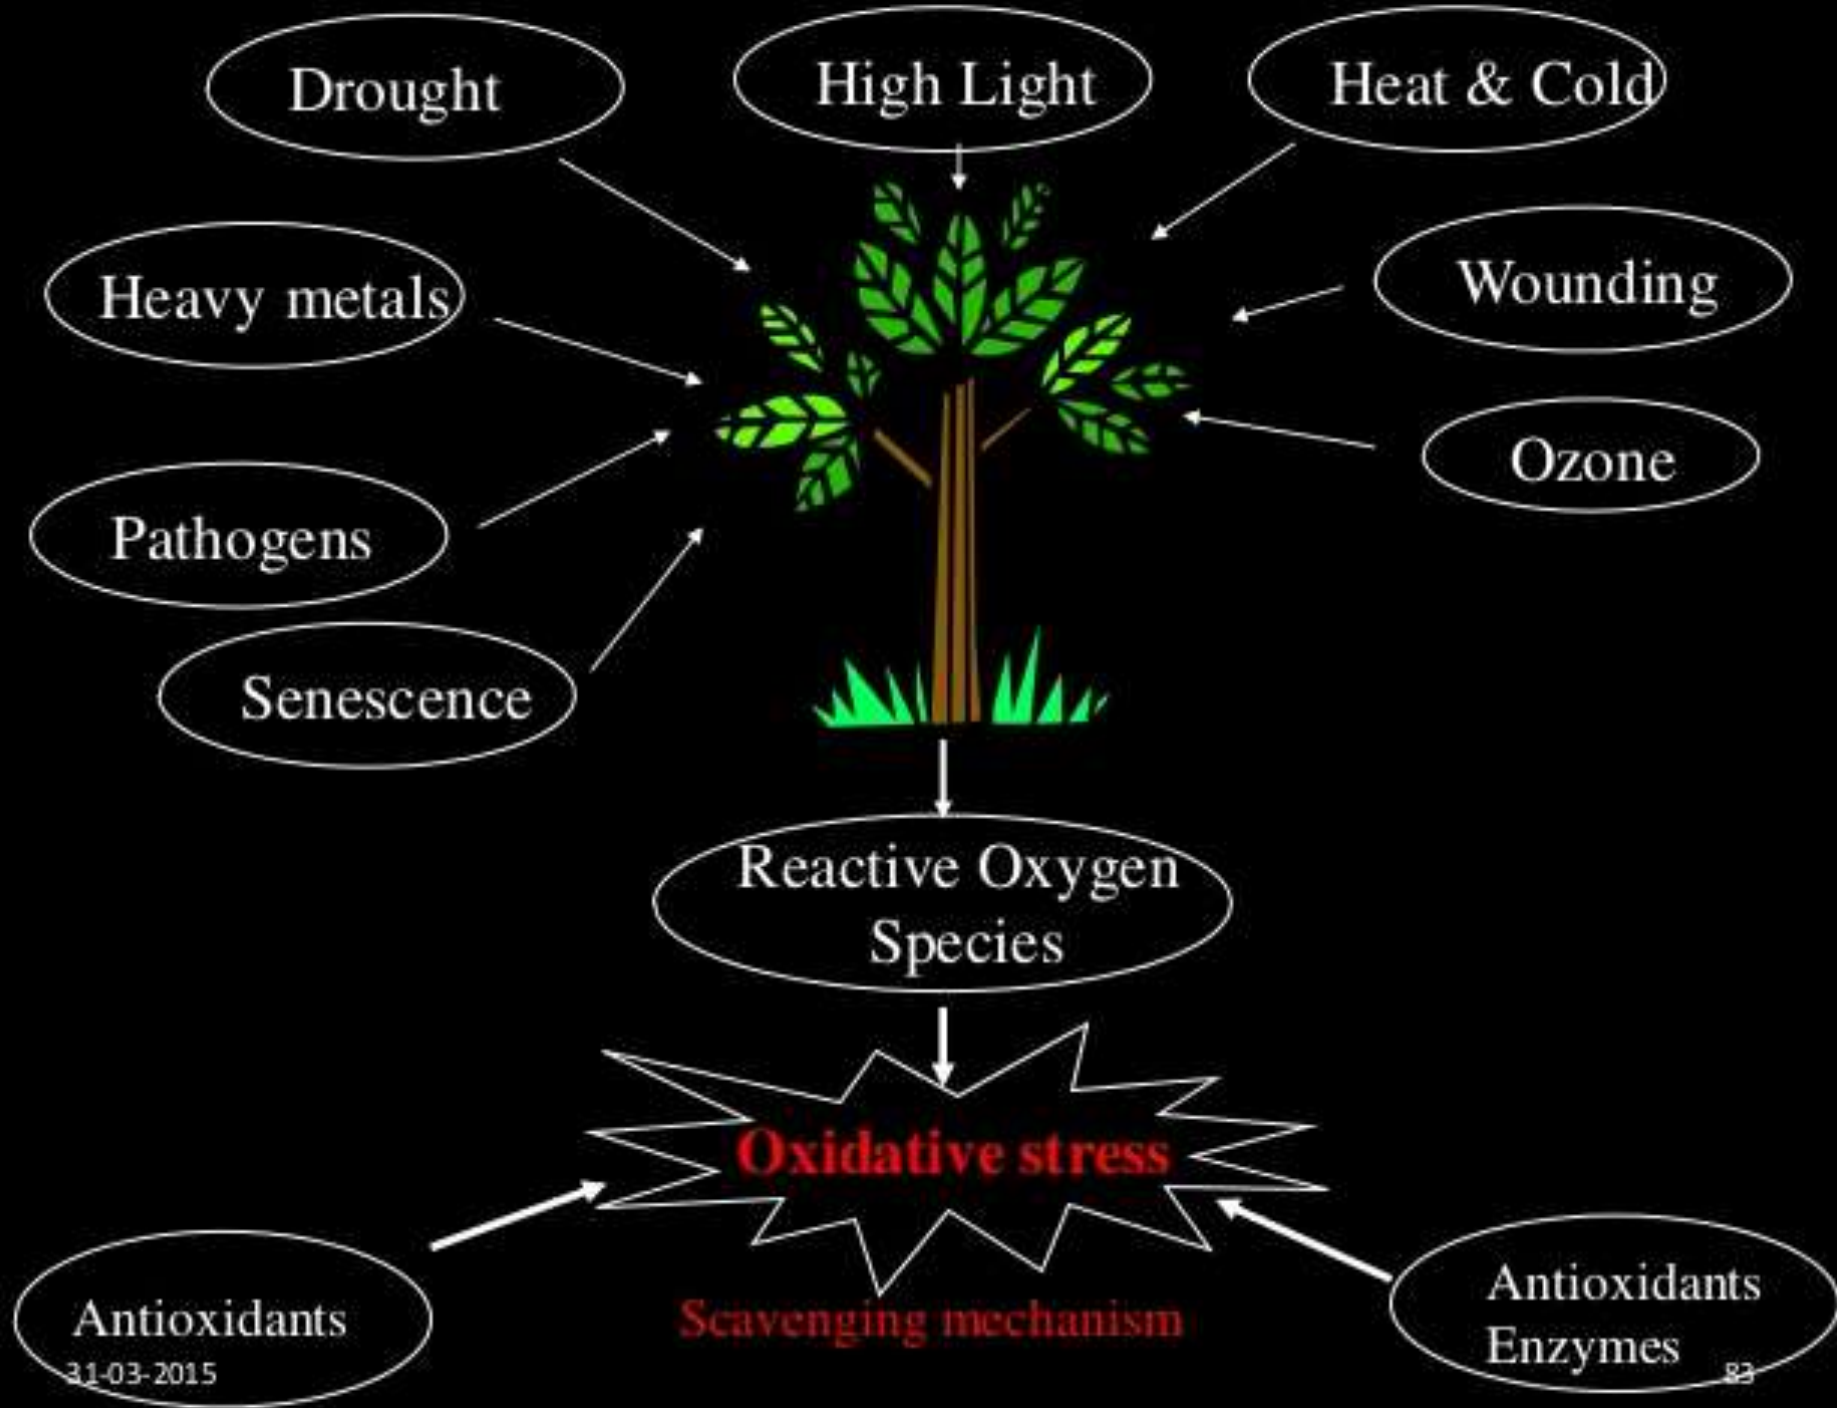 Drought
High Light
Heat & Cold
Heavy metals
Wounding
Ozone
Pathogens
Senescence
Reactive Oxygen
Species
Oxidative stress
Antioxidants
Scavenging mechanism
Antioxidants
Enzymes
31-03-2015
83